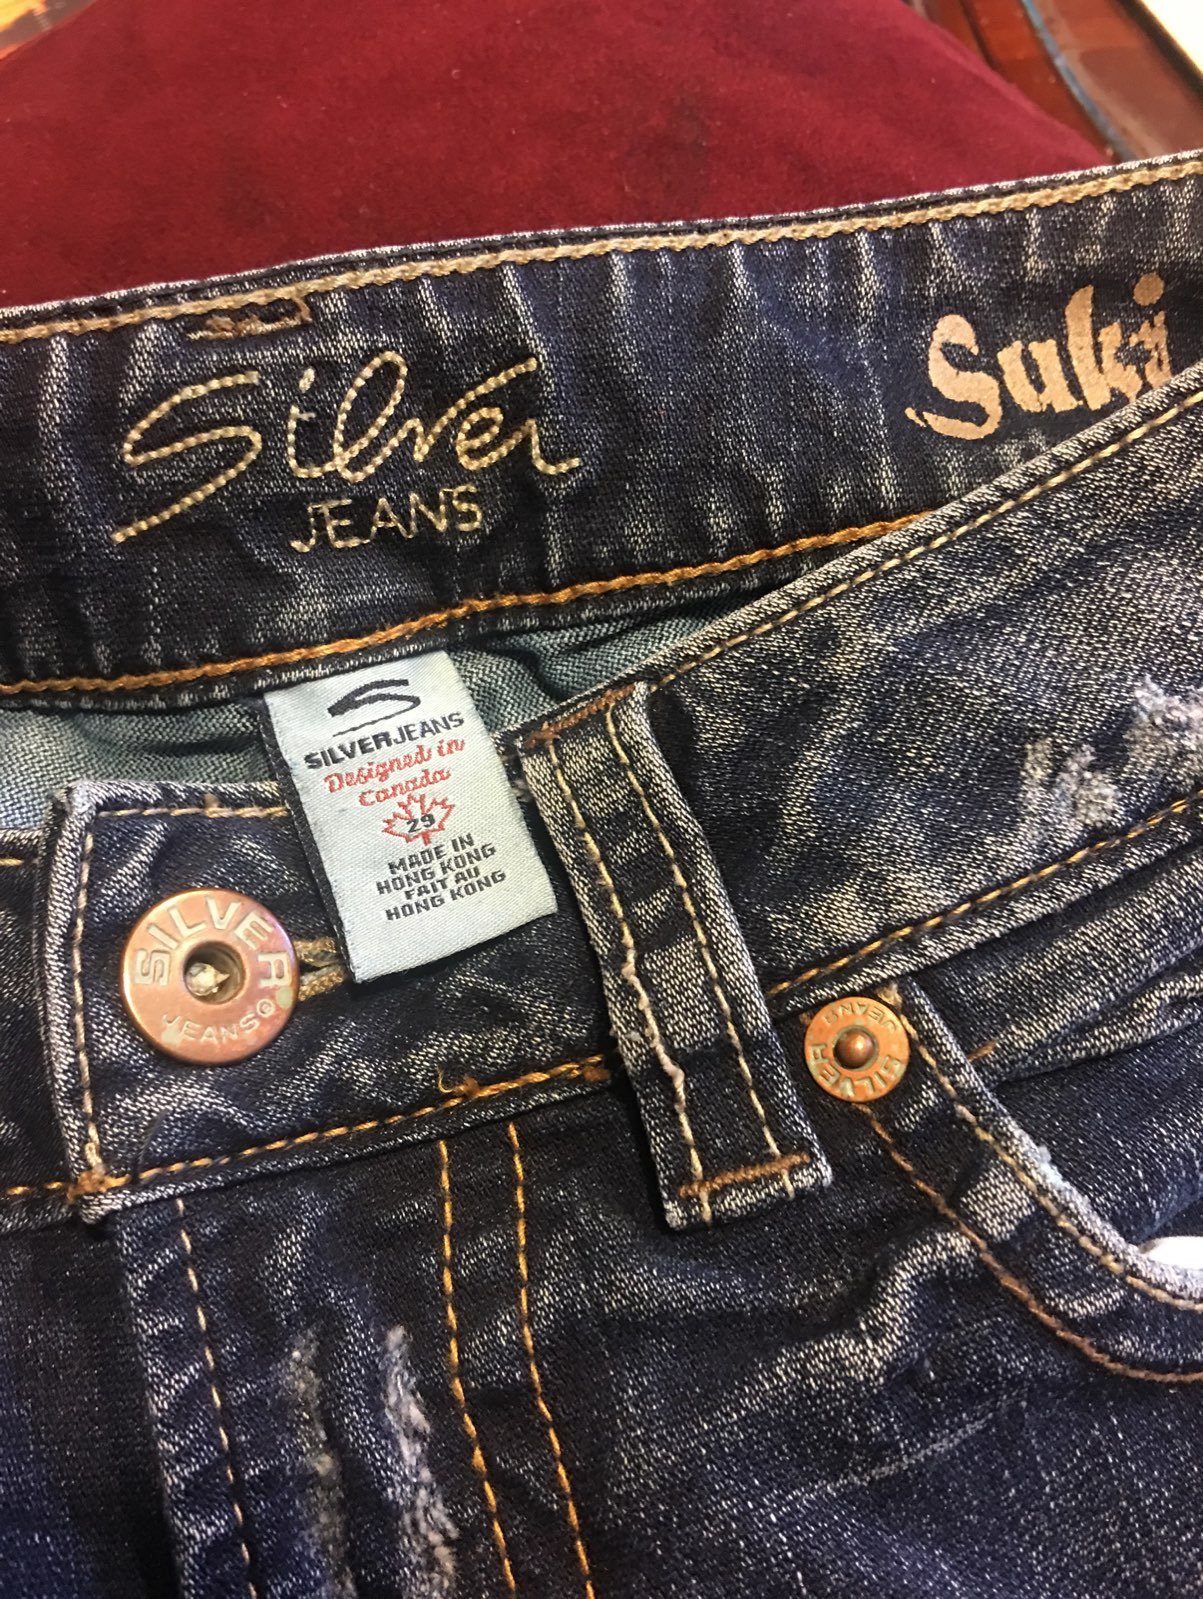 Silver
JEANS
Suki
SILVERJEANS
Designed in
Canada
29
MADE IN
HONG KONG
FAIT AU
HONG KONG
SILVER
JEANS®
SILVER
JEANS